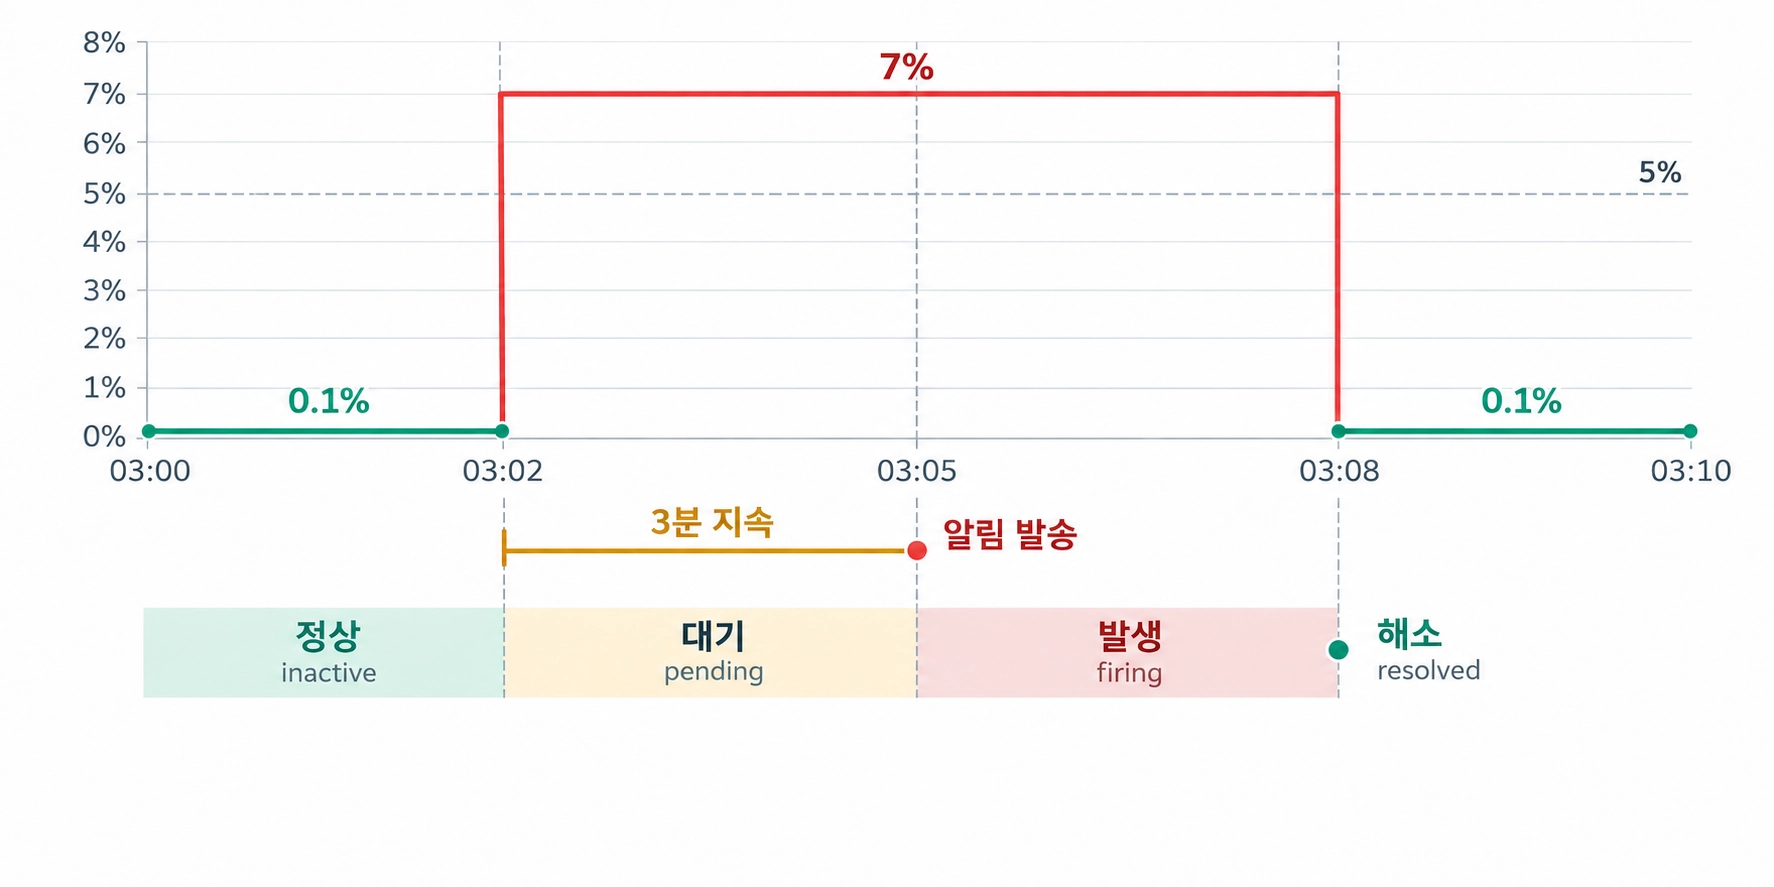 8%
7%
7%
6%
5%
5%
4%
3%
2%
1%
0.1%
0.1%
0%
03:00 03:02 03:05 03:08 03:10
3분 지속
알림 발송
정상
inactive
대기
pending
발생
firing
해소
resolved